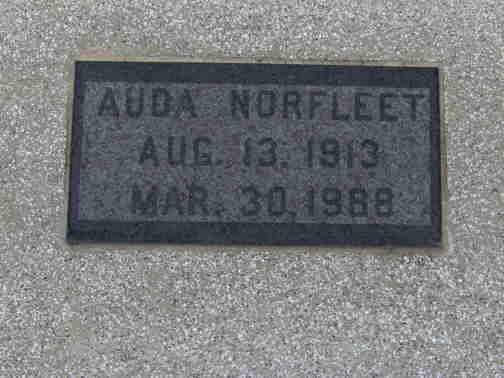 AUDA NORFLEET
AUG. 13, 1913
MAR. 30, 1988